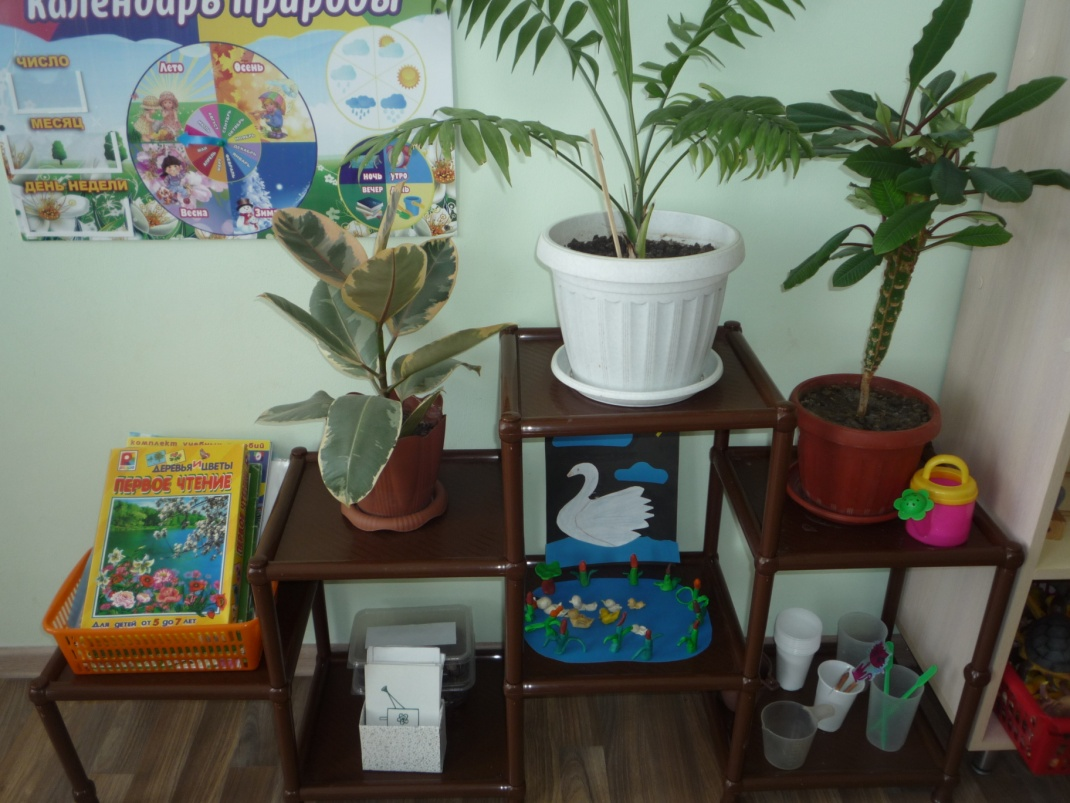 календарь природы
ЧИСЛО
МЕСЯЦ
ДЕНЬ НЕДЕЛИ
Лето
Осень
Весна
НОЧЬ УТРО
ВЕЧЕР
комплект
ДЕРЕВЬЯ И ЦВЕТЫ
ПЕРВОЕ ЧТЕНИЕ
Для детей от 5 до 7 лет